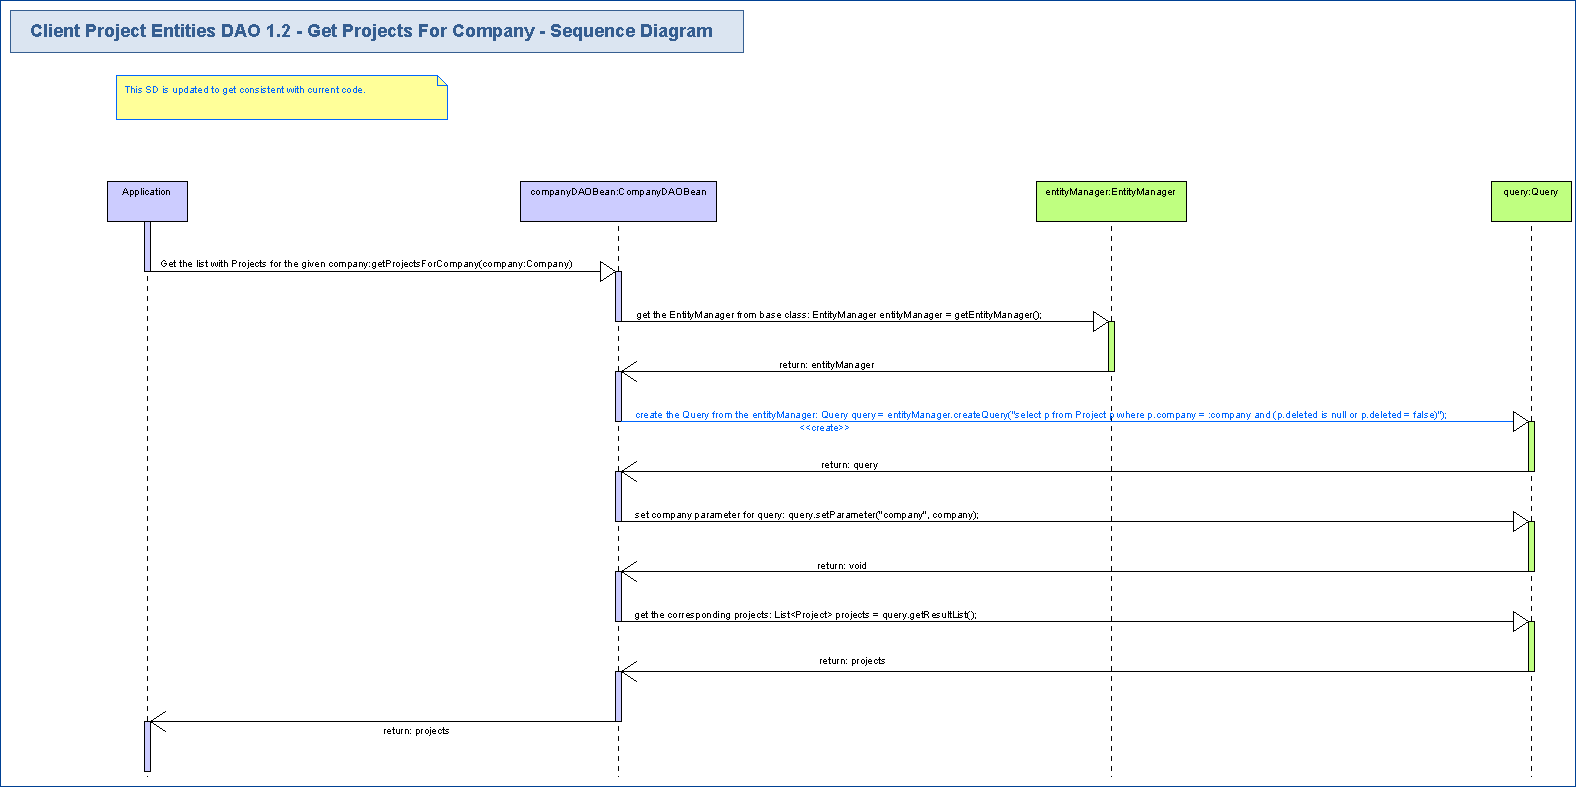 Client Project Entities DAO 1.2 - Get Projects For Company - Sequence Diagram
This SD is updated to get consistent with current code.
Application
companyDAOBean:CompanyDAOBean
entityManager:EntityManager
query:Query
Get the list with Projects for the given company:getProjectsForCompany(company:Company)
get the EntityManager from base class: EntityManager entityManager = getEntityManager();
return: entityManager
create the Query from the entityManager: Query query = entityManager.createQuery("select p from Project p where p.company = :company and (p.deleted is null or p.deleted = false)");
<<create>>
return: query
set company parameter for query: query.setParameter("company", company);
return: void
get the corresponding projects: List<Project> projects = query.getResultList();
return: projects
return: projects